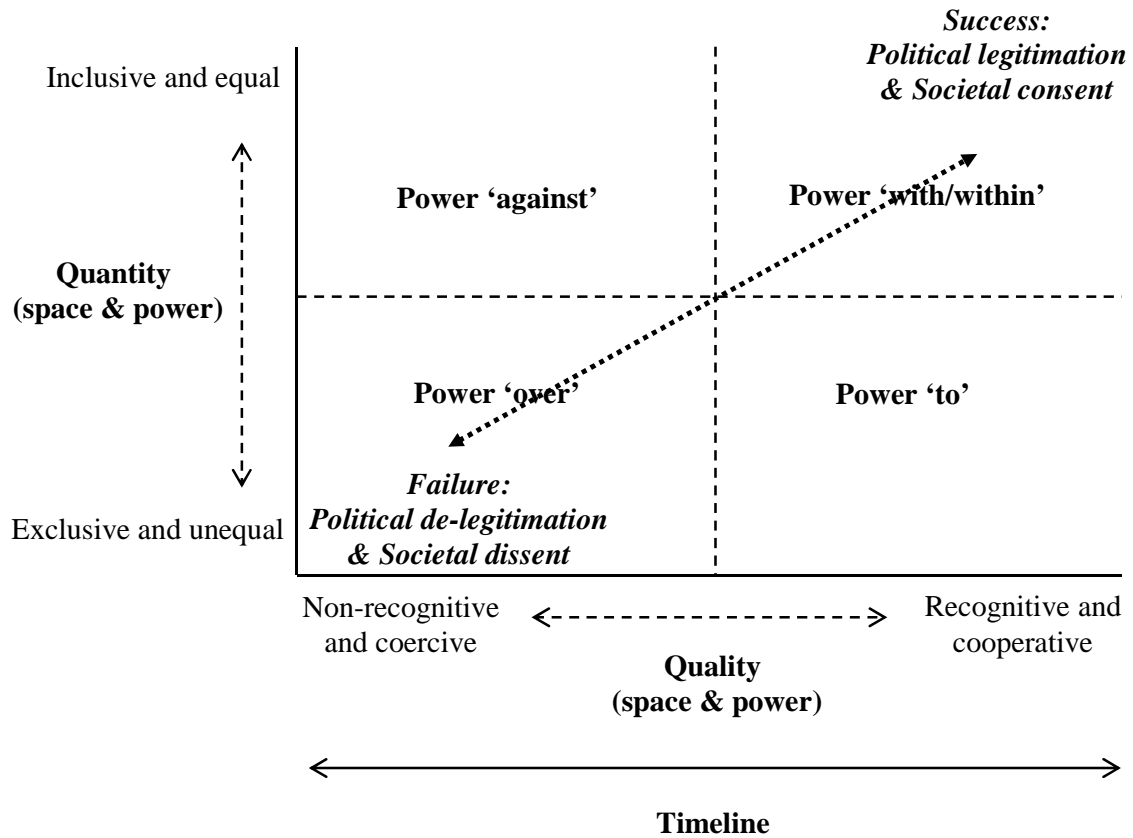 Success:
Political legitimation
& Societal consent
Inclusive and equal
Power ‘against’
Power ‘with/within’
Quantity
(space & power)
Power ‘over’
Power ‘to’
Failure:
Political de-legitimation
& Societal dissent
Exclusive and unequal
Non-recognitive
and coercive
Recognitive and
cooperative
Quality
(space & power)
Timeline